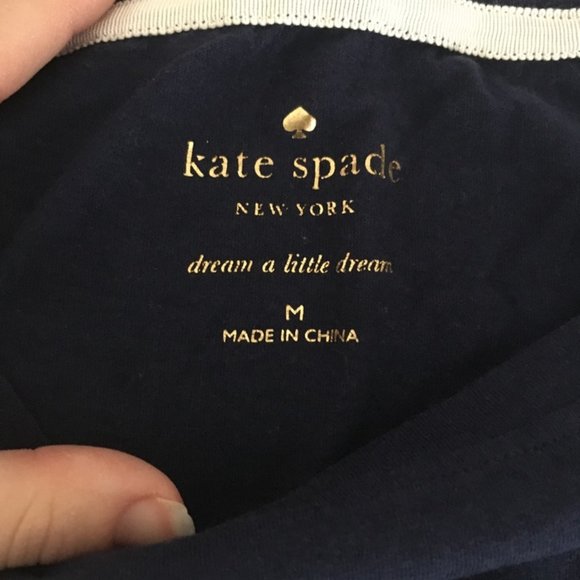 kate spade
NEW YORK
dream a little dream
M
MADE IN CHINA